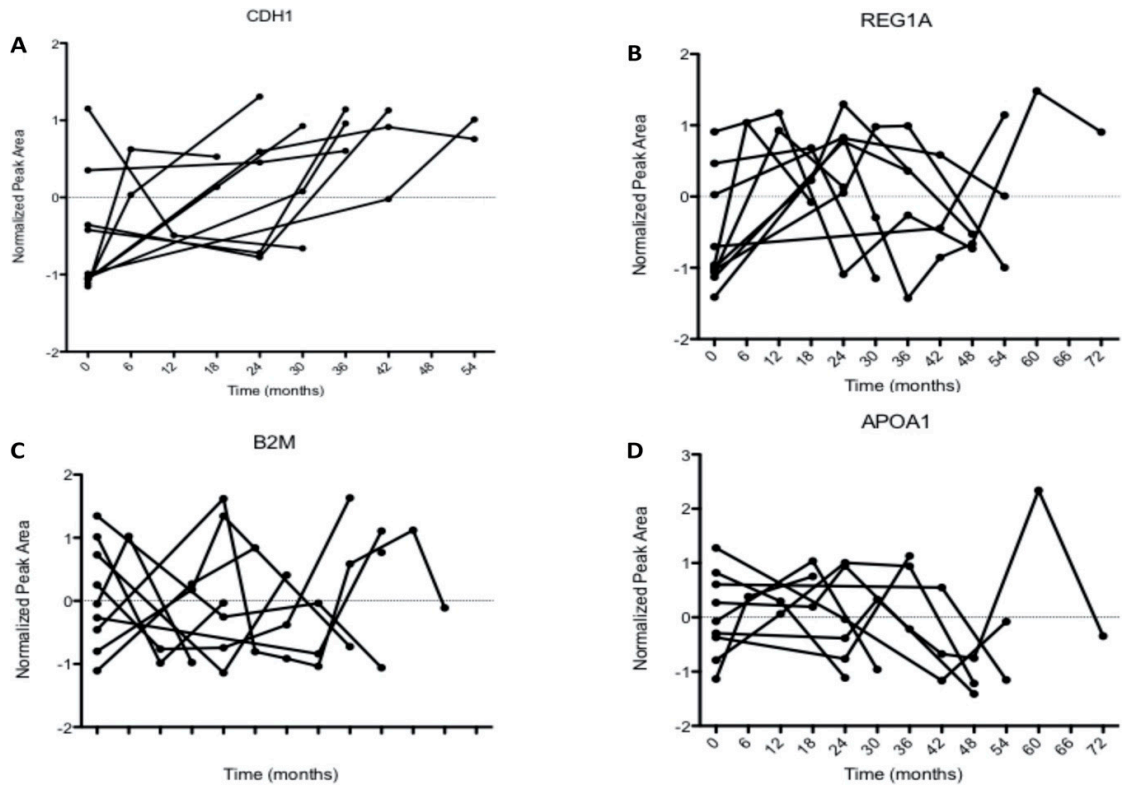 A
CDH1
Normalized Peak Area
2
1
0
-1
-2
0 6 12 18 24 30 36 42 48 54
Time (months)
B
REG1A
Normalized Peak Area
2
1
0
-1
-2
0 6 12 18 24 30 36 42 48 54 60 66 72
Time (months)
C
B2M
Normalized Peak Area
2
1
0
-1
-2
Time (months)
D
APOA1
Normalized Peak Area
3
2
1
0
-1
-2
0 6 12 18 24 30 36 42 48 54 60 66 72
Time (months)